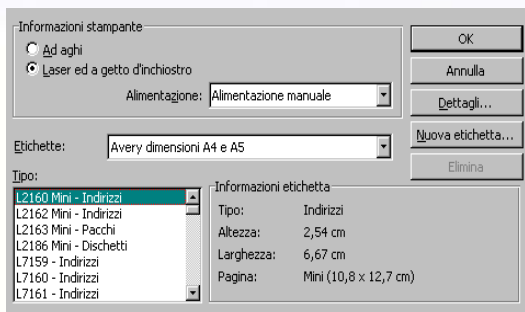 Informazioni stampante
Ad aghi
Laser ed a getto d'inchiostro
Alimentazione: Alimentazione manuale
OK
Annulla
Dettagli...
Nuova etichetta...
Elimina
Etichette: Avery dimensioni A4 e A5
Tipo:
L2160 Mini - Indirizzi
L2162 Mini - Indirizzi
L2163 Mini - Pacchi
L2186 Mini - Dischetti
L7159 - Indirizzi
L7160 - Indirizzi
L7161 - Indirizzi
Informazioni etichetta
Tipo: Indirizzi
Altezza: 2,54 cm
Larghezza: 6,67 cm
Pagina: Mini (10,8 x 12,7 cm)